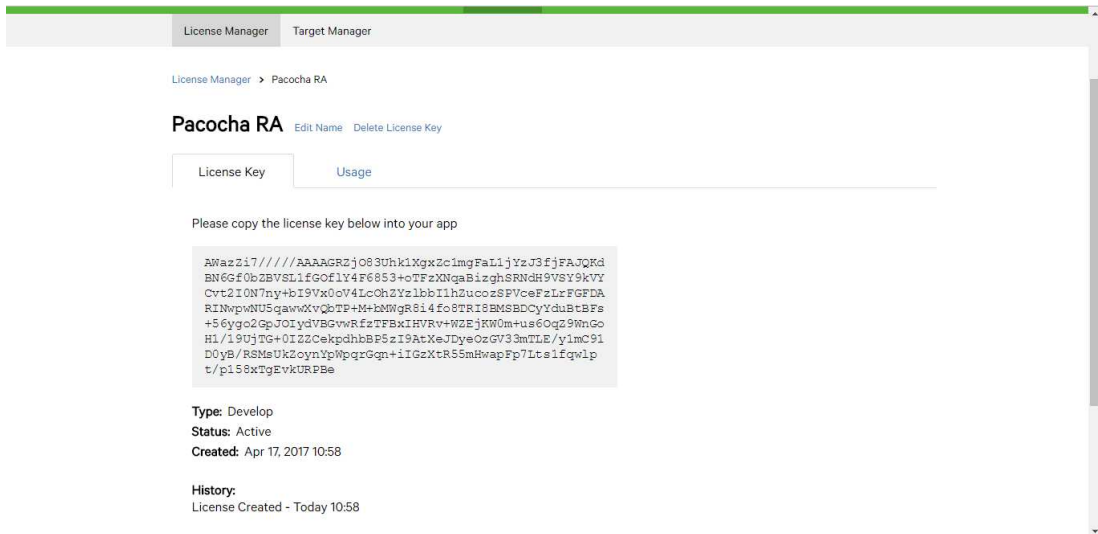 License Manager Target Manager
License Manager > Pacocha RA
Pacocha RA Edit Name Delete License Key
License Key Usage
Please copy the license key below into your app
AWazZi7/////AAAAGRZjO83Uhk1XgxZc1mgFaL1jYzJ3fjFAJQKd
BN6Gf0bZBVSL1fGOflY4F6853+oTFzXNqaBizghSRNdH9VSY9kVY
Cvt2I0N7ny+bI9Vx0oV4LcOhZYzlbbI1hZucozSPVceFzLrFGFDA
RINwpwNU5qawwXvQbTP+M+bMWgR8i4fo8TRI8BMSBDCyYduBtBFs
+56ygo2GpJOIydVBGvwRfzTFBxIHVRv+WZEjKW0m+us6OqZ9WnGo
H1/19UjTG+0IZZCekpdhbBP5zI9AtXeJDyeOzGV33mTLE/y1mC91
D0yB/RSMsUkZoynYpWpqrGqn+iIGzXtR55mHwapFp7Lts1fqwlp
t/p158xTgEvkURPBe
Type: Develop
Status: Active
Created: Apr 17, 2017 10:58
History:
License Created - Today 10:58